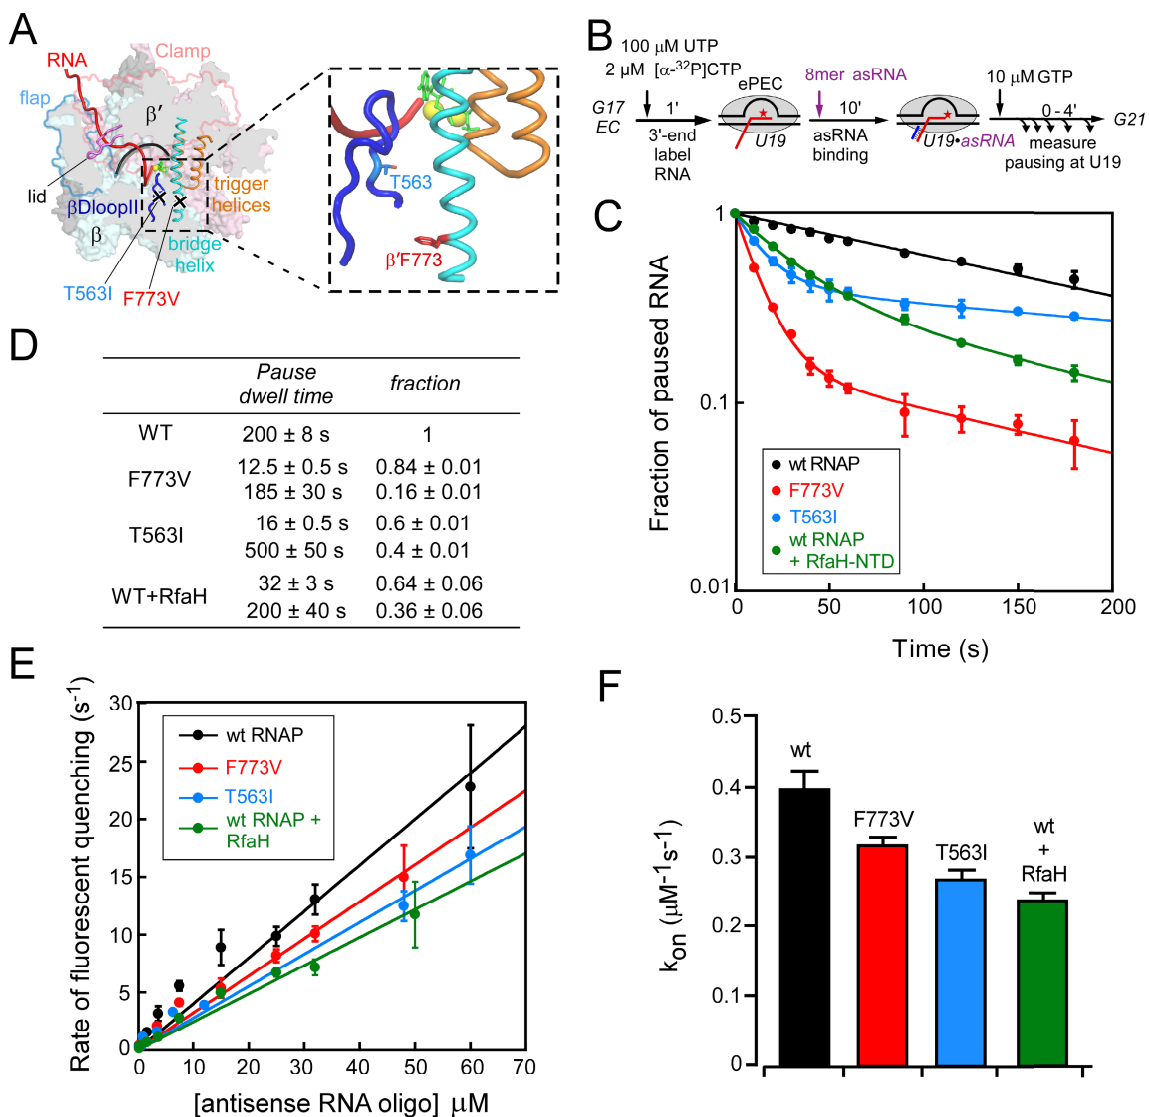 A
RNA
Clamp
flap
β′
lid
βDloopII
trigger
helices
β
bridge
helix
T563I
F773V
T563
β′F773
B
100 μM UTP
2 μM [α-³²P]CTP
8mer asRNA
10 μM GTP
ePEC
G17
EC
1'
10'
0 - 4'
G21
3'-end
label
RNA
U19
asRNA
binding
U19•asRNA
measure
pausing at U19
C
Fraction of paused RNA
1
0.1
0.01
wt RNAP
F773V
T563I
wt RNAP
+ RfaH-NTD
0
50
100
150
200
Time (s)
D
Pause
dwell time
fraction
WT
200 ± 8 s
1
F773V
12.5 ± 0.5 s
0.84 ± 0.01
185 ± 30 s
0.16 ± 0.01
T563I
16 ± 0.5 s
0.6 ± 0.01
500 ± 50 s
0.4 ± 0.01
WT+RfaH
32 ± 3 s
0.64 ± 0.06
200 ± 40 s
0.36 ± 0.06
E
Rate of fluorescent quenching (s⁻¹)
30
25
20
15
10
5
0
wt RNAP
F773V
T563I
wt RNAP +
RfaH
0
10
20
30
40
50
60
70
[antisense RNA oligo] μM
F
kon (μM-1s-1)
0.5
0.4
0.3
0.2
0.1
0
wt
F773V
T563I
wt
+
RfaH